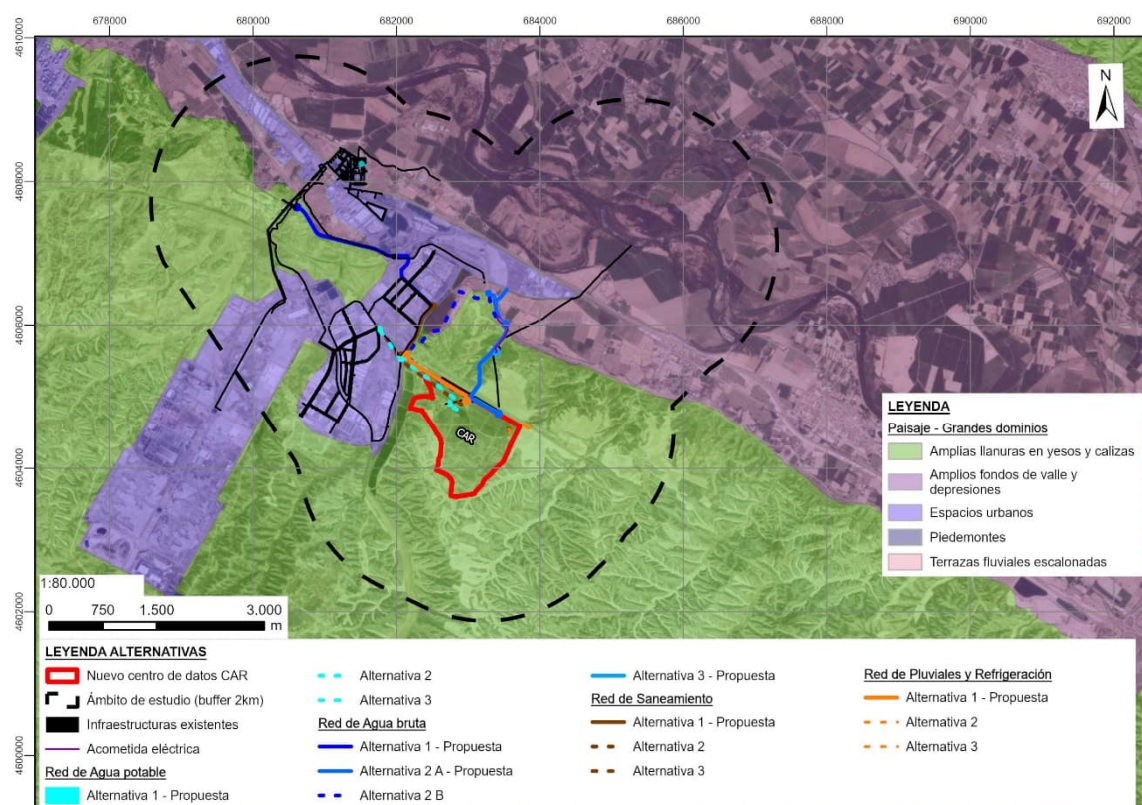 678000 680000 682000 684000 686000 688000 690000 692000
4610000
N
4608000
4606000
CAR
4604000
LEYENDA
Paisaje - Grandes dominios
Amplias llanuras en yesos y calizas
Amplios fondos de valle y
depresiones
Espacios urbanos
Piedemontes
Terrazas fluviales escalonadas
1:80.000
0 750 1.500 3.000
m
4602000
4600000
LEYENDA ALTERNATIVAS
Nuevo centro de datos CAR
Ámbito de estudio (buffer 2km)
Infraestructuras existentes
Acometida eléctrica
Red de Agua potable
Alternativa 1 - Propuesta
Alternativa 2
Alternativa 3
Red de Agua bruta
Alternativa 1 - Propuesta
Alternativa 2 A - Propuesta
Alternativa 2 B
Alternativa 3 - Propuesta
Red de Saneamiento
Alternativa 1 - Propuesta
Alternativa 2
Alternativa 3
Red de Pluviales y Refrigeración
Alternativa 1 - Propuesta
Alternativa 2
Alternativa 3